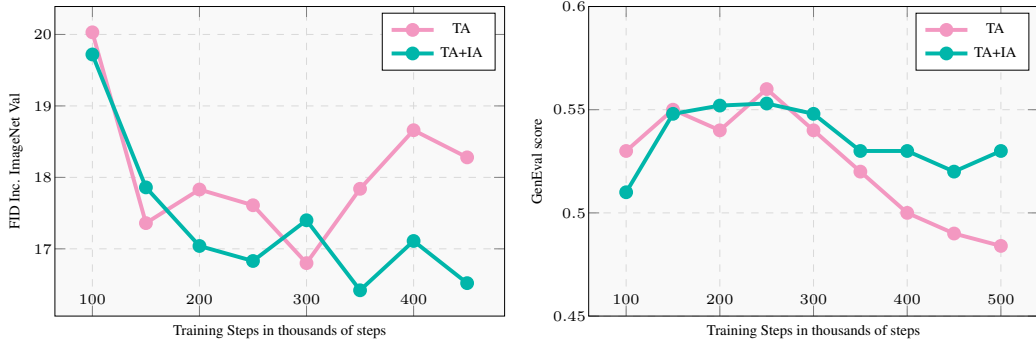 20
19
18
17
100
200
300
400
FID Inc. ImageNet Val
Training Steps in thousands of steps
TA
TA+IA
0.6
0.55
0.5
0.45
100
200
300
400
500
GenEval score
Training Steps in thousands of steps
TA
TA+IA